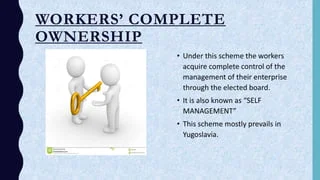 WORKERS’ COMPLETE
OWNERSHIP
• Under this scheme the workers
acquire complete control of the
management of their enterprise
through the elected board.
• It is also known as “SELF
MANAGEMENT”
• This scheme mostly prevails in
Yugoslavia.